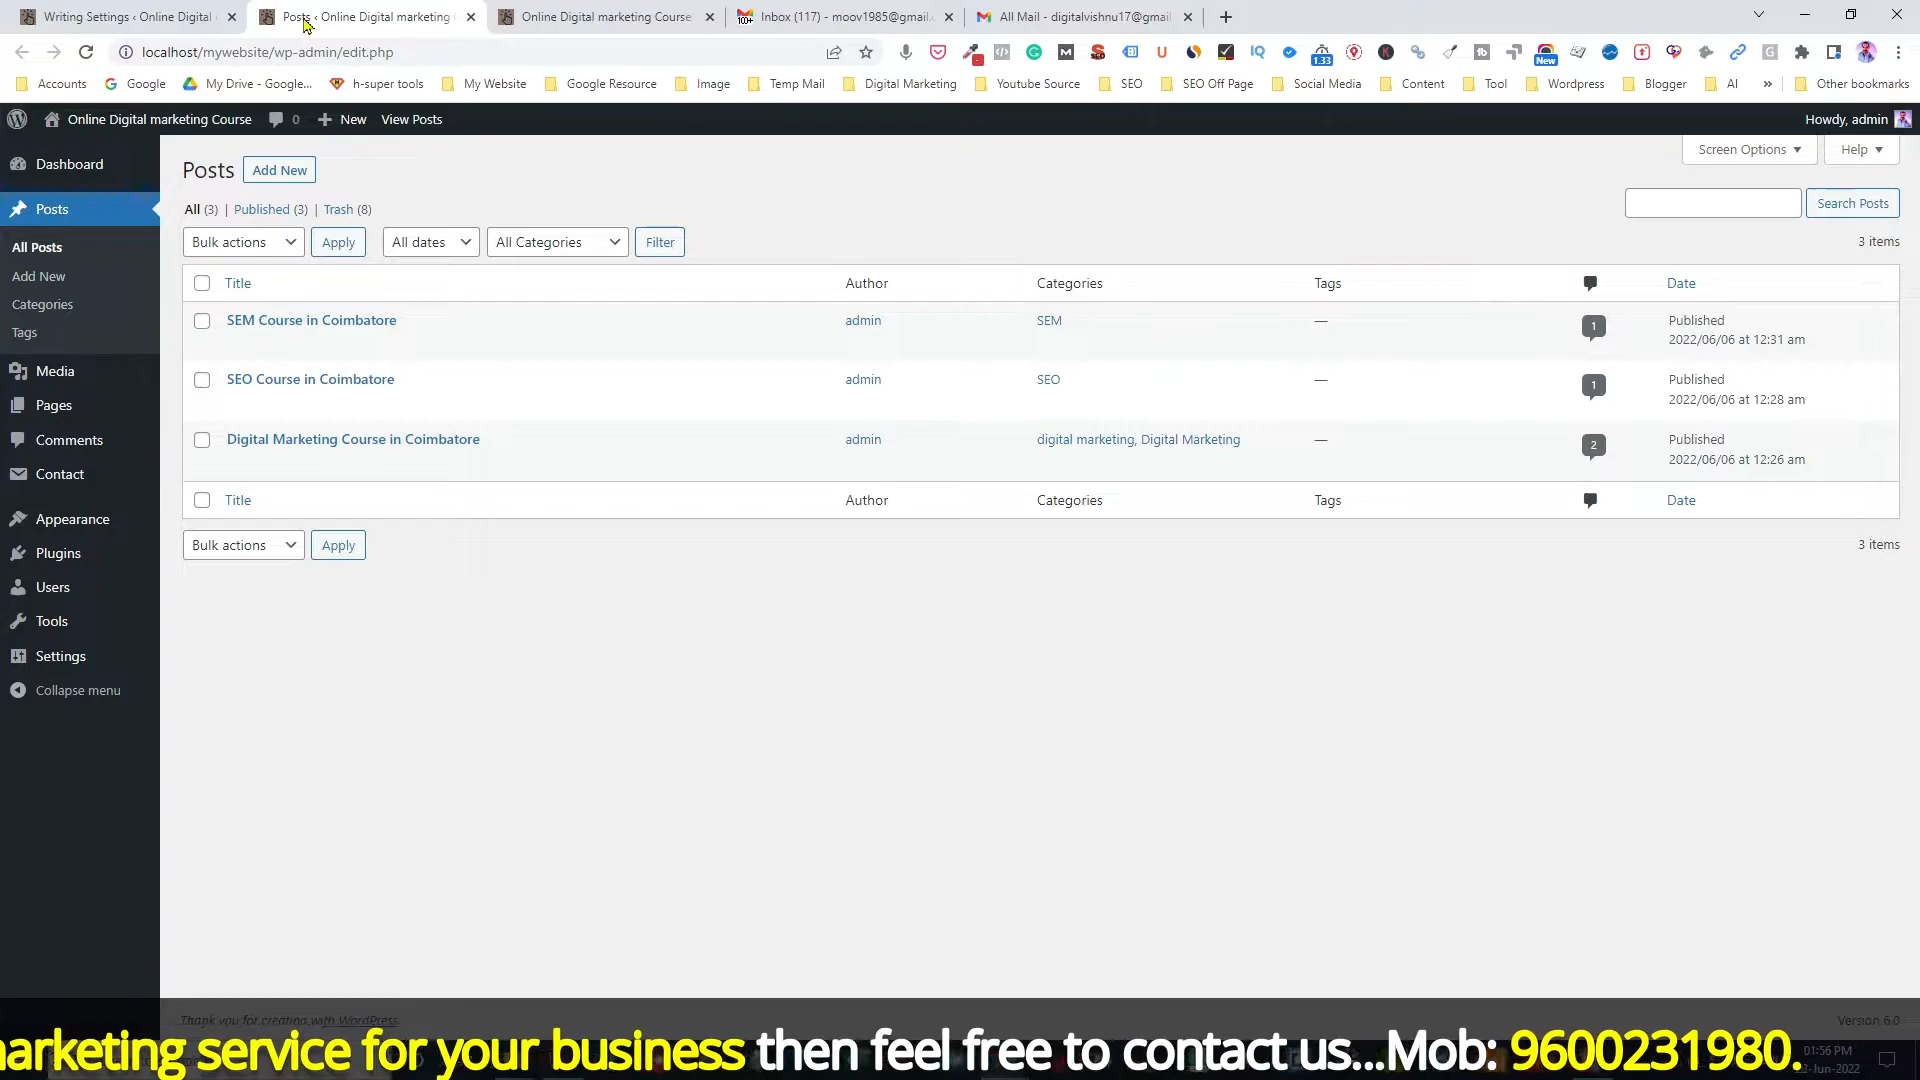 Writing Settings ‹ Online Digital
Posts ‹ Online Digital marketing
Online Digital marketing Course
Inbox (117) - moov1985@gmail.c
All Mail - digitalvishnu17@gmail
localhost/mywebsite/wp-admin/edit.php
1.33
New
Accounts
Google
My Drive - Google...
h-super tools
My Website
Google Resource
Image
Temp Mail
Digital Marketing
Youtube Source
SEO
SEO Off Page
Social Media
Content
Tool
Wordpress
Blogger
AI
»
Other bookmarks
Online Digital marketing Course
0
New
View Posts
Howdy, admin
Dashboard
Posts
All Posts
Add New
Categories
Tags
Media
Pages
Comments
Contact
Appearance
Plugins
Users
Tools
Settings
Collapse menu
Screen Options
Help
Posts
Add New
All (3) | Published (3) | Trash (8)
Search Posts
Bulk actions
Apply
All dates
All Categories
Filter
3 items
Title Author Categories Tags Date
SEM Course in Coimbatore admin SEM — 1 Published
2022/06/06 at 12:31 am
SEO Course in Coimbatore admin SEO — 1 Published
2022/06/06 at 12:28 am
Digital Marketing Course in Coimbatore admin digital marketing, Digital Marketing — 2 Published
2022/06/06 at 12:26 am
Title Author Categories Tags Date
Bulk actions
Apply
3 items
Thank you for creating with WordPress
Version 6.0
arketing service for your business then feel free to contact us...Mob: 9600231980.
01:56 PM
22-Jun-2022